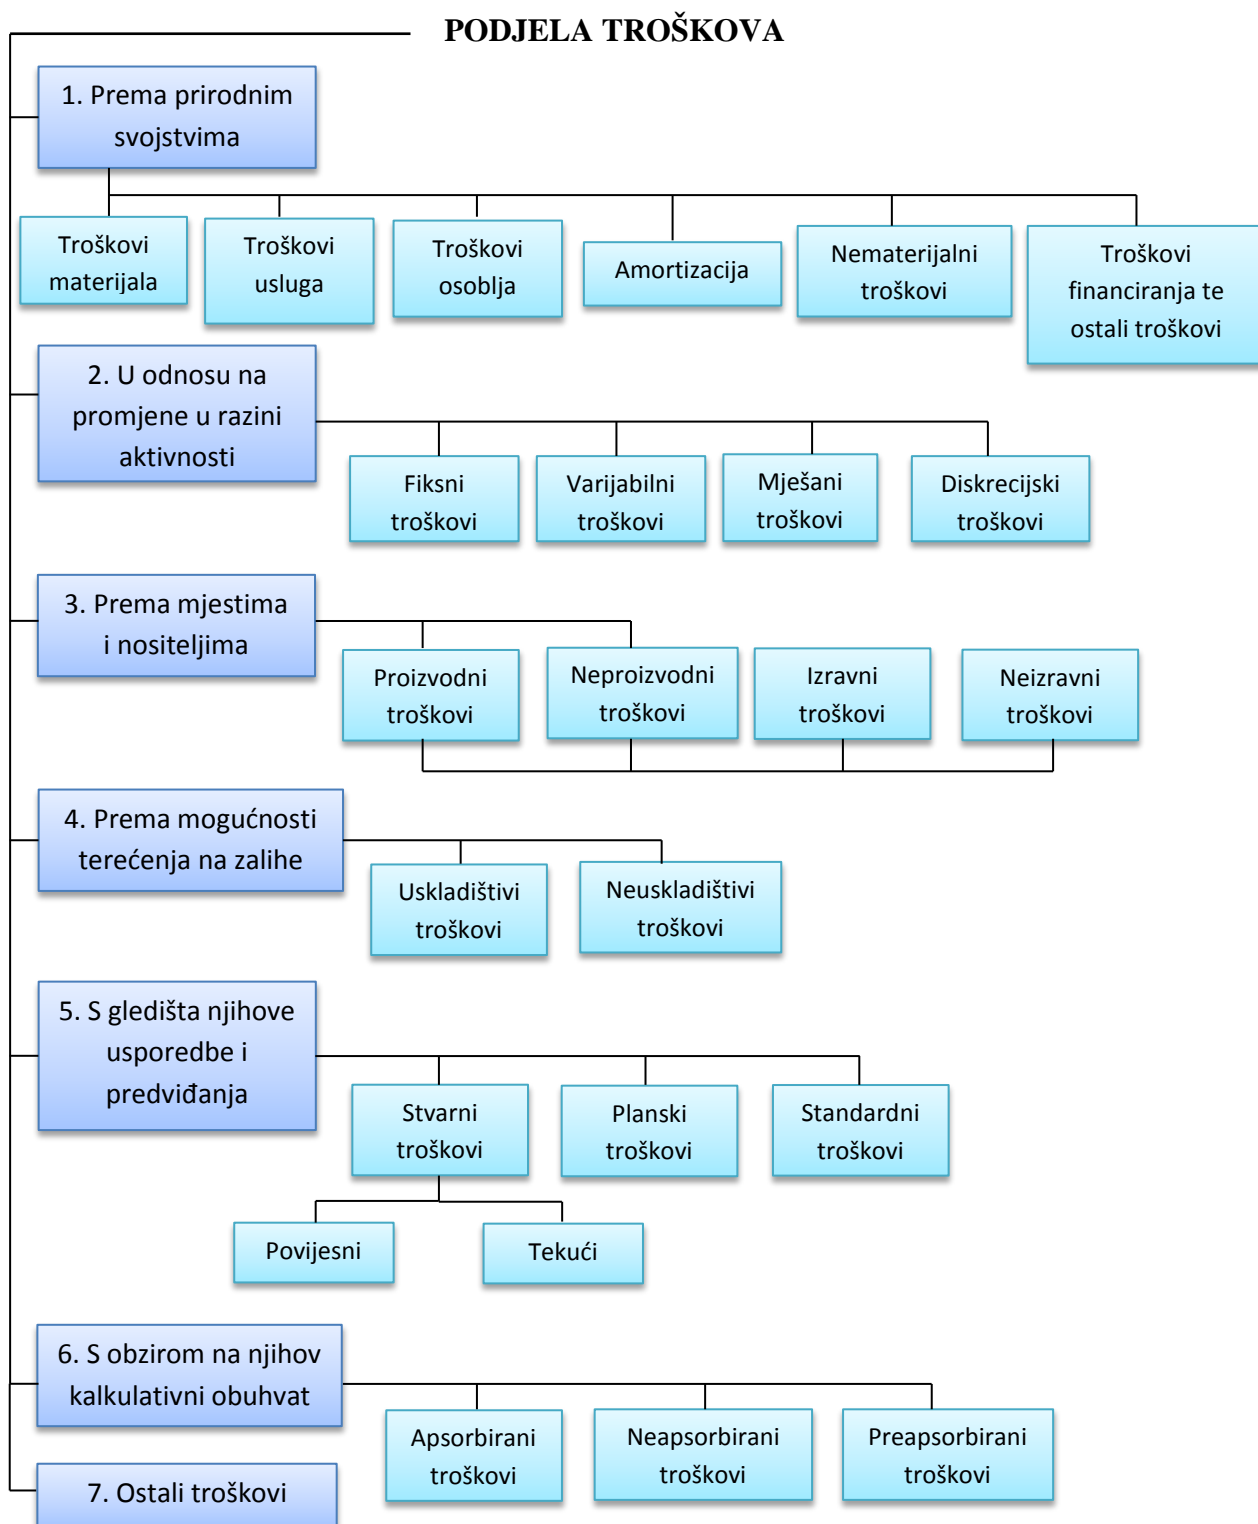 PODJELA TROŠKOVA
1. Prema prirodnim
svojstvima
Troškovi
materijala
Troškovi
usluga
Troškovi
osoblja
Amortizacija
Nematerijalni
troškovi
Troškovi
financiranja te
ostali troškovi
2. U odnosu na
promjene u razini
aktivnosti
Fiksni
troškovi
Varijabilni
troškovi
Mješani
troškovi
Diskrecijski
troškovi
3. Prema mjestima
i nositeljima
Proizvodni
troškovi
Neproizvodni
troškovi
Izravni
troškovi
Neizravni
troškovi
4. Prema mogućnosti
terećenja na zalihe
Uskladištivi
troškovi
Neuskladištivi
troškovi
5. S gledišta njihove
usporedbe i
predviđanja
Stvarni
troškovi
Planski
troškovi
Standardni
troškovi
Povijesni
Tekući
6. S obzirom na njihov
kalkulativni obuhvat
Apsorbirani
troškovi
Neapsorbirani
troškovi
Preapsorbirani
troškovi
7. Ostali troškovi